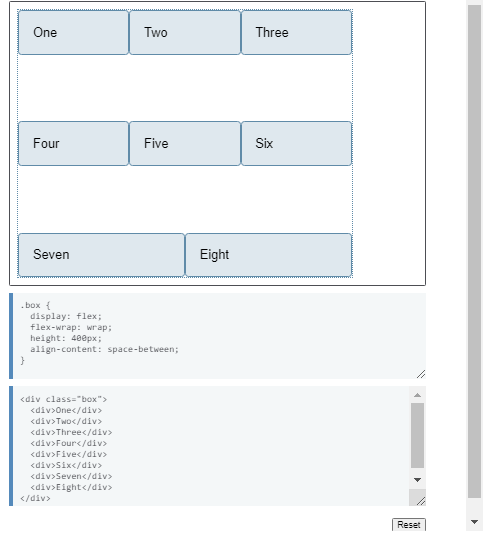 One Two Three
Four Five Six
Seven Eight
.box {
  display: flex;
  flex-wrap: wrap;
  height: 400px;
  align-content: space-between;
}
<div class="box">
  <div>One</div>
  <div>Two</div>
  <div>Three</div>
  <div>Four</div>
  <div>Five</div>
  <div>Six</div>
  <div>Seven</div>
  <div>Eight</div>
</div>
Reset